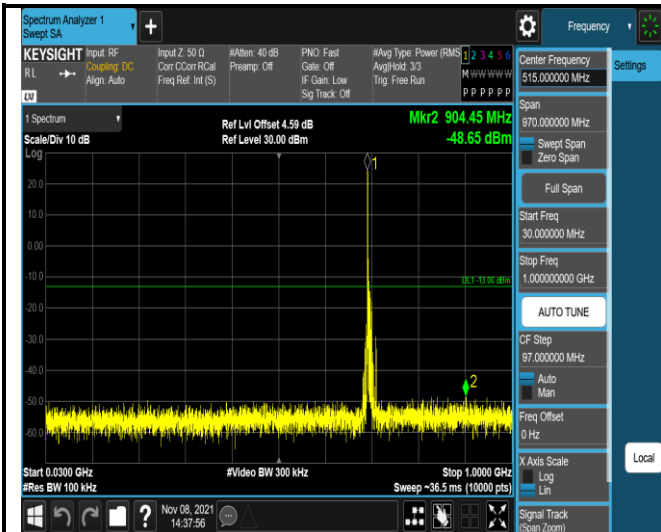 Spectrum Analyzer 1
Swept SA
+
Frequency
KEYSIGHT
RL
LXI
Input: RF
Coupling: DC
Align: Auto
Input Z: 50 Ω
Corr CCorr RCal
Freq Ref: Int (S)
#Atten: 40 dB
Preamp: Off
PNO: Fast
Gate: Off
IF Gain: Low
Sig Track: Off
#Avg Type: Power (RMS
Avg|Hold: 3/3
Trig: Free Run
1 2 3 4 5 6
M W W W W W
P P P P P P
Center Frequency
515.000000 MHz
Settings
Span
970.000000 MHz
Swept Span
Zero Span
Full Span
Start Freq
30.000000 MHz
Stop Freq
1.000000000 GHz
AUTO TUNE
CF Step
97.000000 MHz
Auto
Man
Freq Offset
0 Hz
X Axis Scale
Log
Lin
Local
Signal Track
(Span Zoom)
1 Spectrum
Scale/Div 10 dB
Ref Lvl Offset 4.59 dB
Ref Level 30.00 dBm
Mkr2 904.45 MHz
-48.65 dBm
Log
1
20.0
10.0
0.00
-10.0
DL1 -13.00 dBm
-20.0
-30.0
-40.0
2
-50.0
-60.0
Start 0.0300 GHz
#Res BW 100 kHz
#Video BW 300 kHz
Stop 1.0000 GHz
Sweep ~36.5 ms (10000 pts)
?
Nov 08, 2021
14:37:56